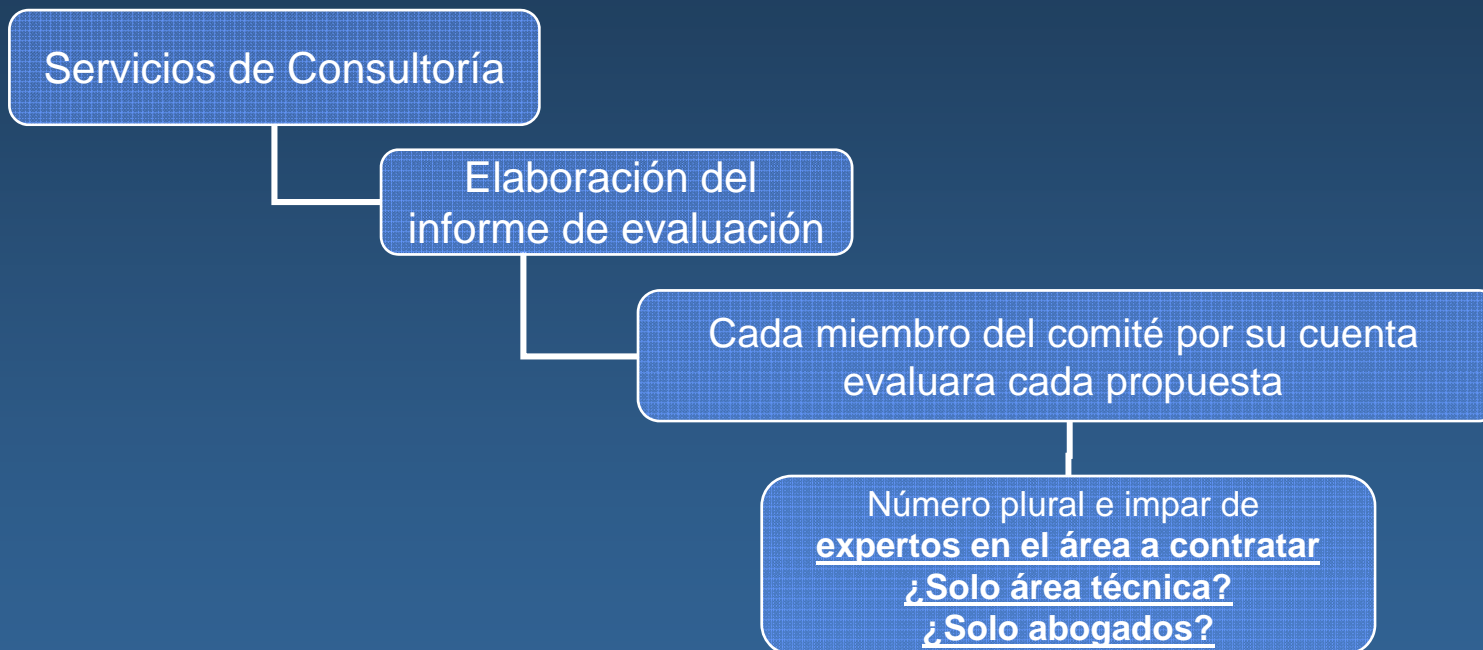 Servicios de Consultoría
Elaboración del
informe de evaluación
Cada miembro del comité por su cuenta
evaluara cada propuesta
Número plural e impar de
expertos en el área a contratar
¿Solo área técnica?
¿Solo abogados?